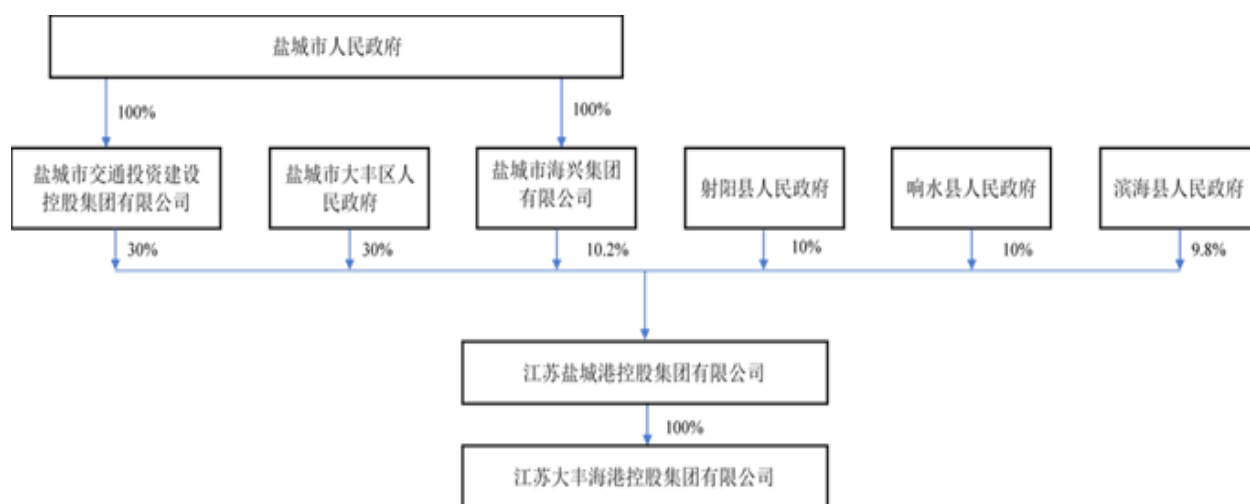 盐城市人民政府
100%
100%
盐城市交通投资建设
控股集团有限公司
盐城市大丰区人
民政府
盐城市海兴集团
有限公司
射阳县人民政府
响水县人民政府
滨海县人民政府
30%
30%
10.2%
10%
10%
9.8%
江苏盐城港控股集团有限公司
100%
江苏大丰海港控股集团有限公司